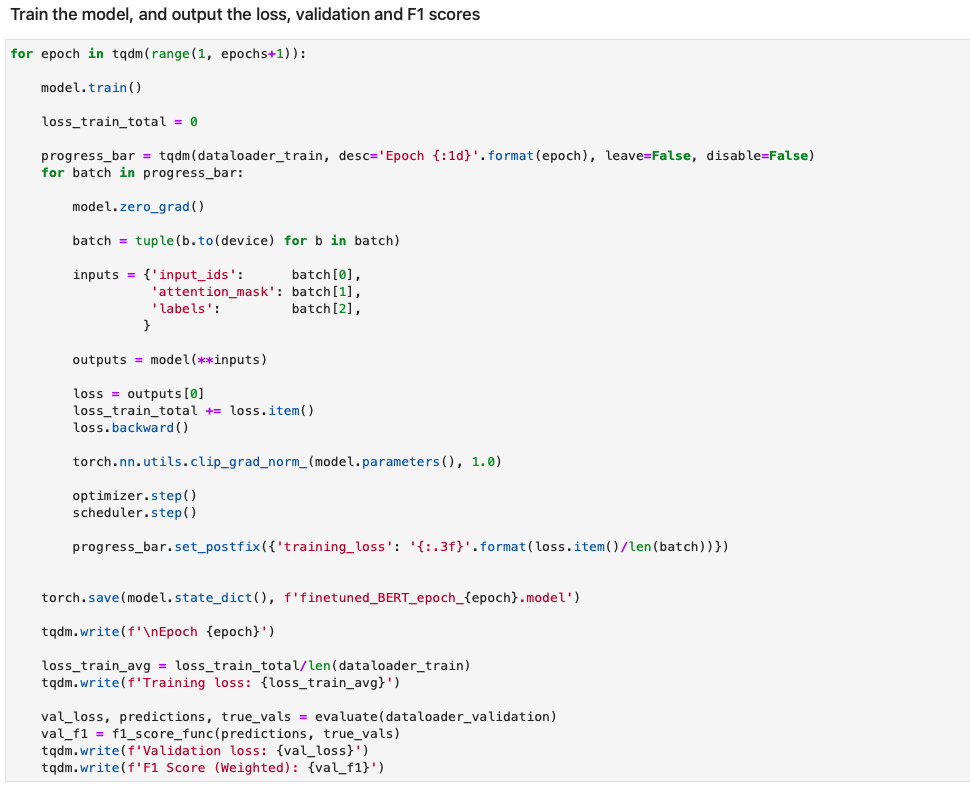 Train the model, and output the loss, validation and F1 scores
for epoch in tqdm(range(1, epochs+1)):
    model.train()
    loss_train_total = 0
    progress_bar = tqdm(dataloader_train, desc='Epoch {:1d}'.format(epoch), leave=False, disable=False)
    for batch in progress_bar:
        model.zero_grad()
        batch = tuple(b.to(device) for b in batch)
        inputs = {'input_ids':      batch[0],
                  'attention_mask': batch[1],
                  'labels':         batch[2],
                 }
        outputs = model(**inputs)
        loss = outputs[0]
        loss_train_total += loss.item()
        loss.backward()
        torch.nn.utils.clip_grad_norm_(model.parameters(), 1.0)
        optimizer.step()
        scheduler.step()
        progress_bar.set_postfix({'training_loss': '{:.3f}'.format(loss.item()/len(batch))})
    torch.save(model.state_dict(), f'finetuned_BERT_epoch_{epoch}.model')
    tqdm.write(f'\nEpoch {epoch}')
    loss_train_avg = loss_train_total/len(dataloader_train)
    tqdm.write(f'Training loss: {loss_train_avg}')
    val_loss, predictions, true_vals = evaluate(dataloader_validation)
    val_f1 = f1_score_func(predictions, true_vals)
    tqdm.write(f'Validation loss: {val_loss}')
    tqdm.write(f'F1 Score (Weighted): {val_f1}')